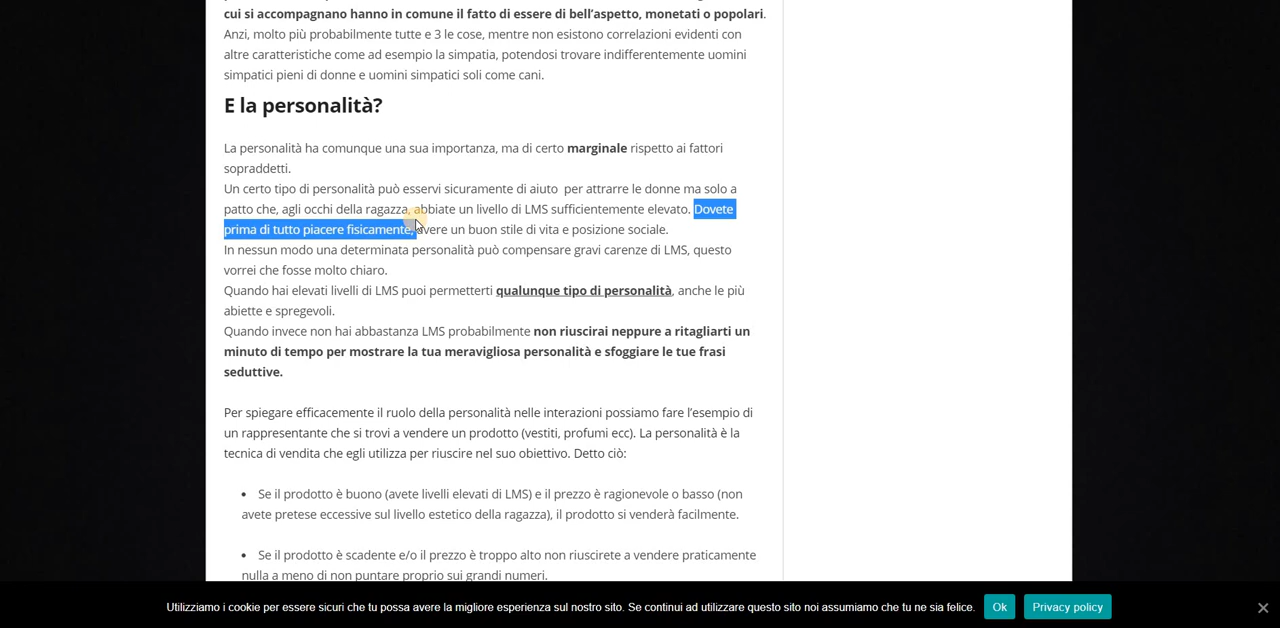 cui si accompagnano hanno in comune il fatto di essere di bell’aspetto, monetati o popolari.
Anzi, molto più probabilmente tutte e 3 le cose, mentre non esistono correlazioni evidenti con
altre caratteristiche come ad esempio la simpatia, potendosi trovare indifferentemente uomini
simpatici pieni di donne e uomini simpatici soli come cani.
E la personalità?
La personalità ha comunque una sua importanza, ma di certo marginale rispetto ai fattori
sopraddetti.
Un certo tipo di personalità può esservi sicuramente di aiuto per attrarre le donne ma solo a
patto che, agli occhi della ragazza, abbiate un livello di LMS sufficientemente elevato. Dovete
prima di tutto piacere fisicamente, avere un buon stile di vita e posizione sociale.
In nessun modo una determinata personalità può compensare gravi carenze di LMS, questo
vorrei che fosse molto chiaro.
Quando hai elevati livelli di LMS puoi permetterti qualunque tipo di personalità, anche le più
abiette e spregevoli.
Quando invece non hai abbastanza LMS probabilmente non riuscirai neppure a ritagliarti un
minuto di tempo per mostrare la tua meravigliosa personalità e sfoggiare le tue frasi
seduttive.
Per spiegare efficacemente il ruolo della personalità nelle interazioni possiamo fare l’esempio di
un rappresentante che si trovi a vendere un prodotto (vestiti, profumi ecc). La personalità è la
tecnica di vendita che egli utilizza per riuscire nel suo obiettivo. Detto ciò:
• Se il prodotto è buono (avete livelli elevati di LMS) e il prezzo è ragionevole o basso (non
avete pretese eccessive sul livello estetico della ragazza), il prodotto si venderà facilmente.
• Se il prodotto è scadente e/o il prezzo è troppo alto non riuscirete a vendere praticamente
nulla a meno di non puntare proprio sui grandi numeri.
Utilizziamo i cookie per essere sicuri che tu possa avere la migliore esperienza sul nostro sito. Se continui ad utilizzare questo sito noi assumiamo che tu ne sia felice. Ok Privacy policy